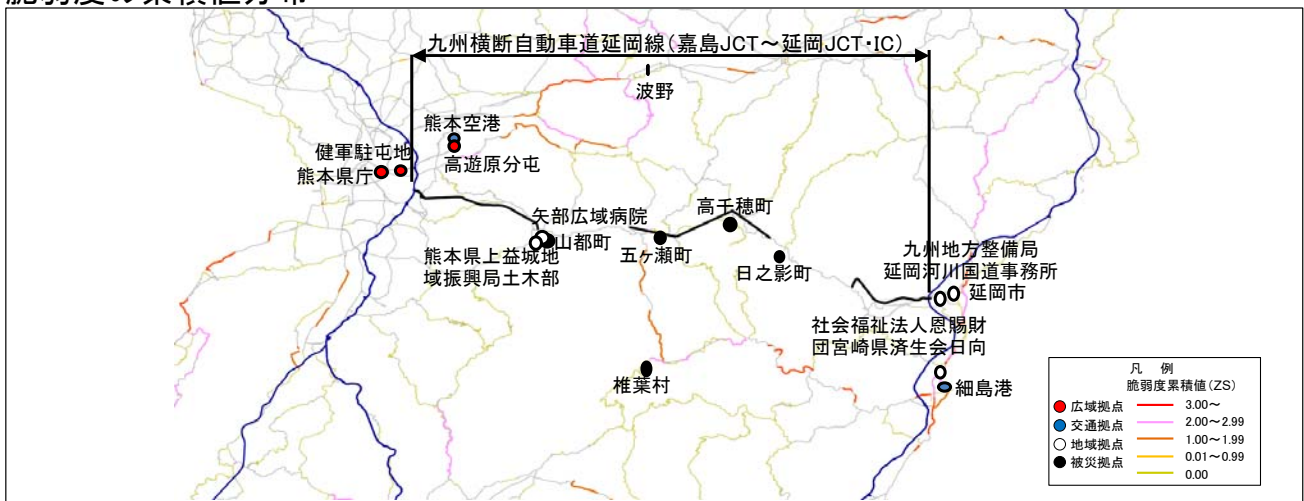 脆弱度の累積値分布
九州横断自動車道延岡線(嘉島JCT～延岡JCT・IC)
波野
熊本空港
健軍駐屯地
高遊原分屯
熊本県庁
矢部広域病院
高千穂町
山都町
五ヶ瀬町
熊本県上益城地
域振興局土木部
日之影町
九州地方整備局
延岡河川国道事務所
延岡市
社会福祉法人恩賜財
団宮崎県済生会日向
椎葉村
細島港
凡 例
脆弱度累積値(ZS)
広域拠点 3.00～
交通拠点 2.00～2.99
地域拠点 1.00～1.99
被災拠点 0.01～0.99
0.00